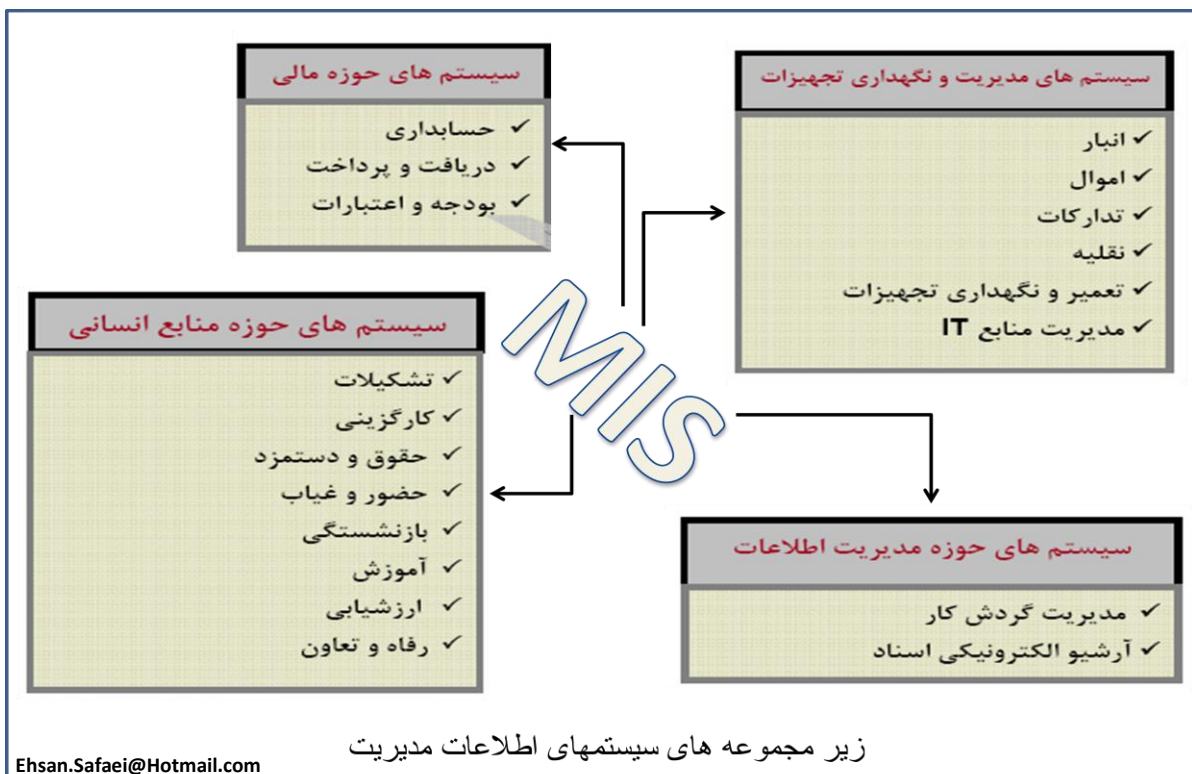 سیستم های حوزه مالی
✓ حسابداری
✓ دریافت و پرداخت
✓ بودجه و اعتبارات
سیستم های مدیریت و نگهداری تجهیزات
✓ انبار
✓ اموال
✓ تدارکات
✓ نقلیه
✓ تعمیر و نگهداری تجهیزات
✓ مدیریت منابع IT
MIS
سیستم های حوزه منابع انسانی
✓ تشکیلات
✓ کارگزینی
✓ حقوق و دستمزد
✓ حضور و غیاب
✓ بازنشستگی
✓ آموزش
✓ ارزشیابی
✓ رفاه و تعاون
سیستم های حوزه مدیریت اطلاعات
✓ مدیریت گردش کار
✓ آرشیو الکترونیکی اسناد
زیر مجموعه های سیستمهای اطلاعات مدیریت
Ehsan.Safaei@Hotmail.com